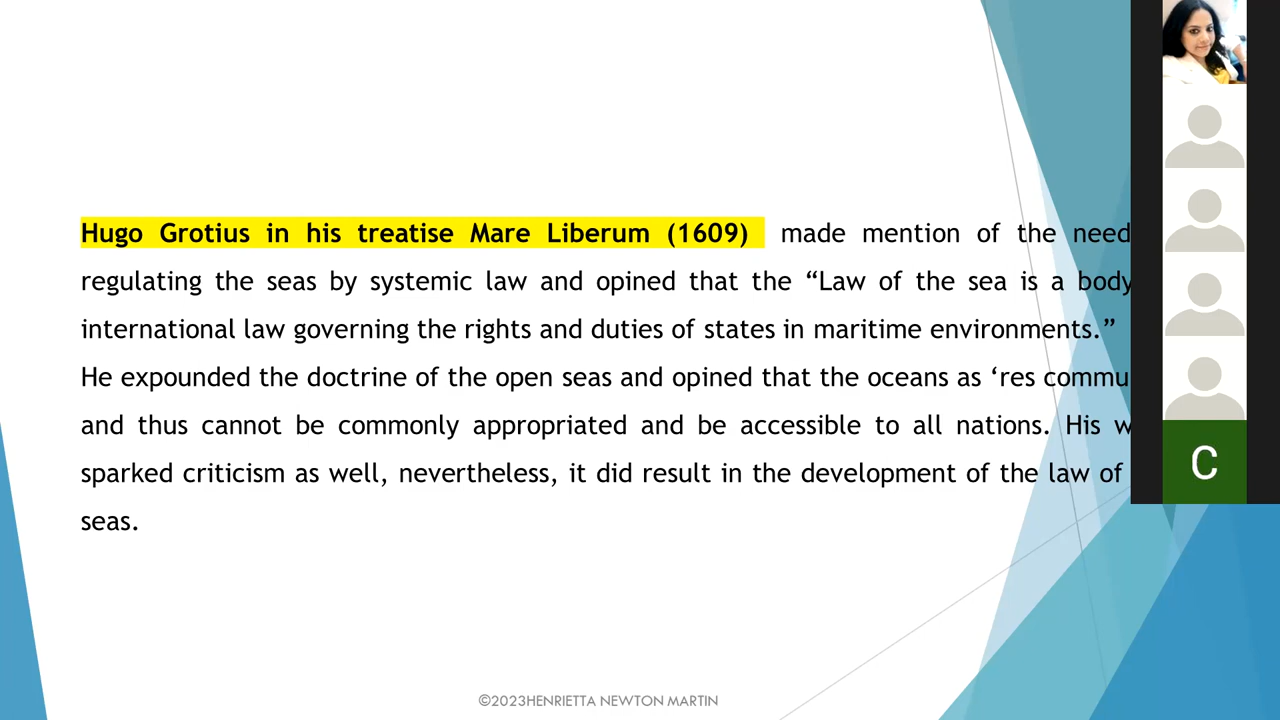 Hugo Grotius in his treatise Mare Liberum (1609) made mention of the need
regulating the seas by systemic law and opined that the “Law of the sea is a body
international law governing the rights and duties of states in maritime environments.”
He expounded the doctrine of the open seas and opined that the oceans as ‘res commu
and thus cannot be commonly appropriated and be accessible to all nations. His w
sparked criticism as well, nevertheless, it did result in the development of the law of
seas.
C
©2023HENRIETTA NEWTON MARTIN